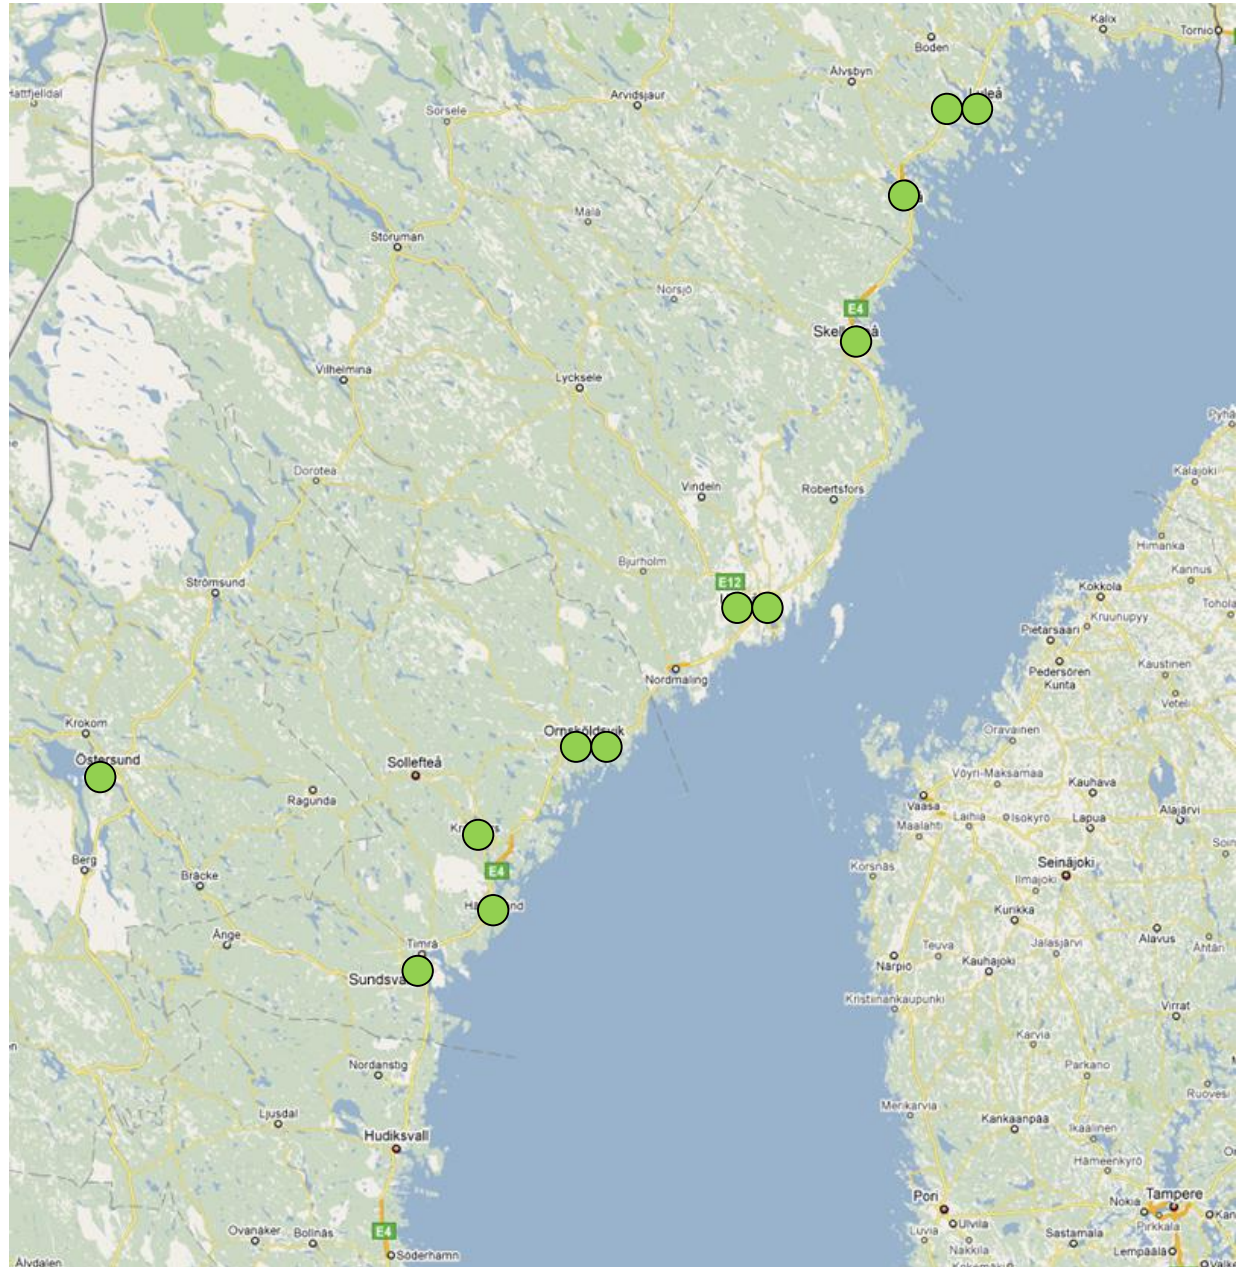 Kalix
Tornio
Boden
Älvsbyn
Arvidsjaur
Hattfjelldal
Sorsele
Luleå
Malå
Storuman
Norsjö
E4
Vilhelmina
Lycksele
Dorotea
Vindeln
Robertsfors
Kalajoki
Himanka
Bjurholm
E12
Kannus
Strömsund
Kokkola
Kruunupyy
Pietarsaari
Nordmaling
Pedersören
Kunta
Kaustinen
Veteli
Krokom
Örnsköldsvik
Oravainen
Östersund
Sollefteå
Vöyri-Maksamaa
Kauhava
Ragunda
Vaasa
Laihia
Isokyrö
Lapua
Alajärvi
Maalahti
Berg
E4
Seinäjoki
Korsnäs
Bräcke
Ilmajoki
Kurikka
Ånge
Timrå
Teuva
Jalasjärvi
Alavus
Ähtäri
Närpiö
Kauhajoki
Kristiinankaupunki
Virrat
Karvia
Nordanstig
Parkano
Ruovesi
Ljusdal
Merikarvia
Kankaanpää
Ikaalinen
Hudiksvall
Hämeenkyrö
Pori
Nokia
Tampere
Ulvila
Pirkkala
E4
Ovanåker
Bollnäs
Luvia
Nakkila
Sastamala
Lempäälä
Söderhamn
Älvdalen